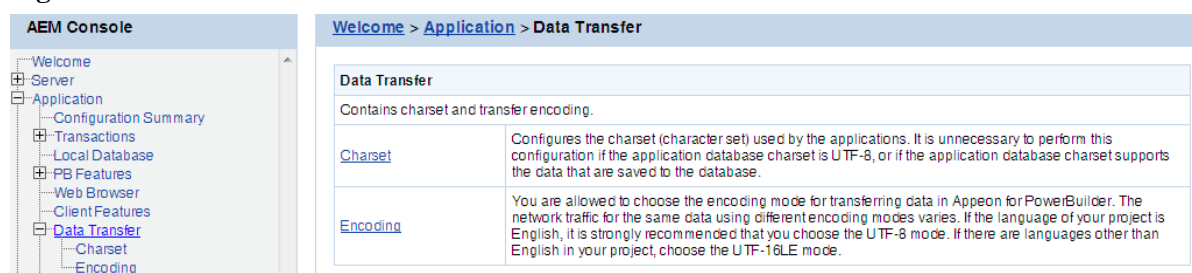 AEM Console
Welcome > Application > Data Transfer
Welcome
Server
Application
Configuration Summary
Transactions
Local Database
PB Features
Web Browser
Client Features
Data Transfer
Charset
Encoding
Data Transfer
Contains charset and transfer encoding.
Charset
Configures the charset (character set) used by the applications. It is unnecessary to perform this
configuration if the application database charset is UTF-8, or if the application database charset supports
the data that are saved to the database.
Encoding
You are allowed to choose the encoding mode for transferring data in Appeon for PowerBuilder. The
network traffic for the same data using different encoding modes varies. If the language of your project is
English, it is strongly recommended that you choose the UTF-8 mode. If there are languages other than
English in your project, choose the UTF-16LE mode.